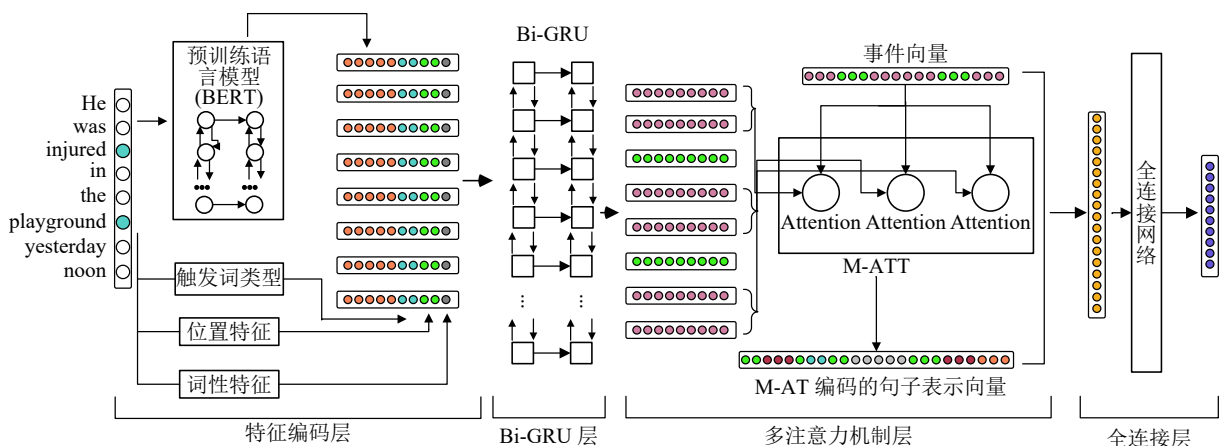 He
was
injured
in
the
playground
yesterday
noon
预训练语
言模型
(BERT)
触发词类型
位置特征
词性特征
特征编码层
Bi-GRU
Bi-GRU 层
事件向量
Attention Attention Attention
M-ATT
M-AT 编码的句子表示向量
多注意力机制层
全连接网络
全连接层